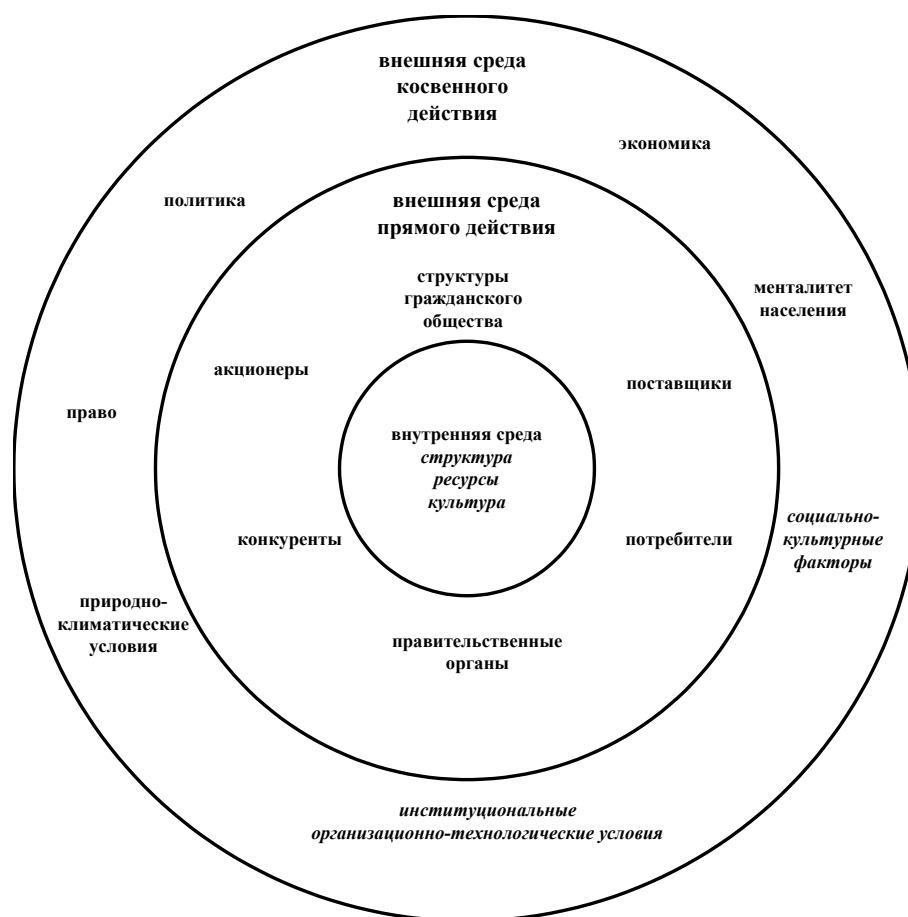 внешняя среда
косвенного
действия
экономика
политика
внешняя среда
прямого действия
структуры
гражданского
общества
менталитет
населения
акционеры
поставщики
право
внутренняя среда
структура
ресурсы
культура
социально-
культурные
факторы
конкуренты
потребители
природно-
климатические
условия
правительственные
органы
институциональные
организационно-технологические условия